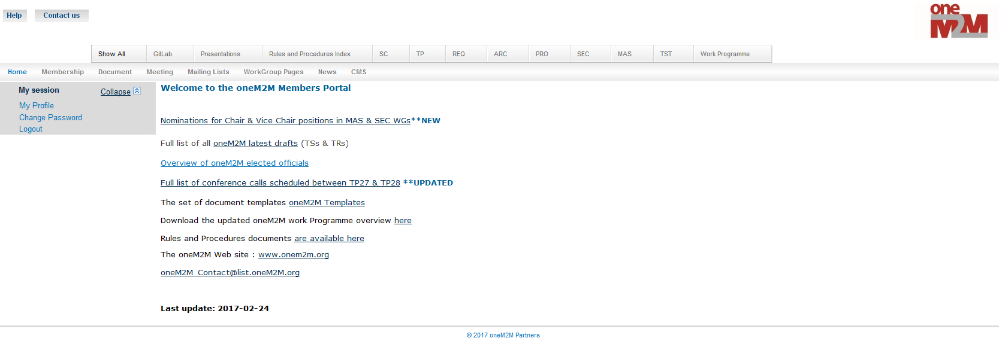 Help Contact us
one
M2M
Show All GitLab Presentations Rules and Procedures Index SC TP REQ ARC PRO SEC MAS TST Work Programme
Home Membership Document Meeting Mailing Lists WorkGroup Pages News CMS
My session Collapse
My Profile
Change Password
Logout
Welcome to the oneM2M Members Portal
Nominations for Chair & Vice Chair positions in MAS & SEC WGs**NEW
Full list of all oneM2M latest drafts (TSs & TRs)
Overview of oneM2M elected officials
Full list of conference calls scheduled between TP27 & TP28 **UPDATED
The set of document templates oneM2M Templates
Download the updated oneM2M work Programme overview here
Rules and Procedures documents are available here
The oneM2M Web site : www.onem2m.org
oneM2M_Contact@list.oneM2M.org
Last update: 2017-02-24
© 2017 oneM2M Partners